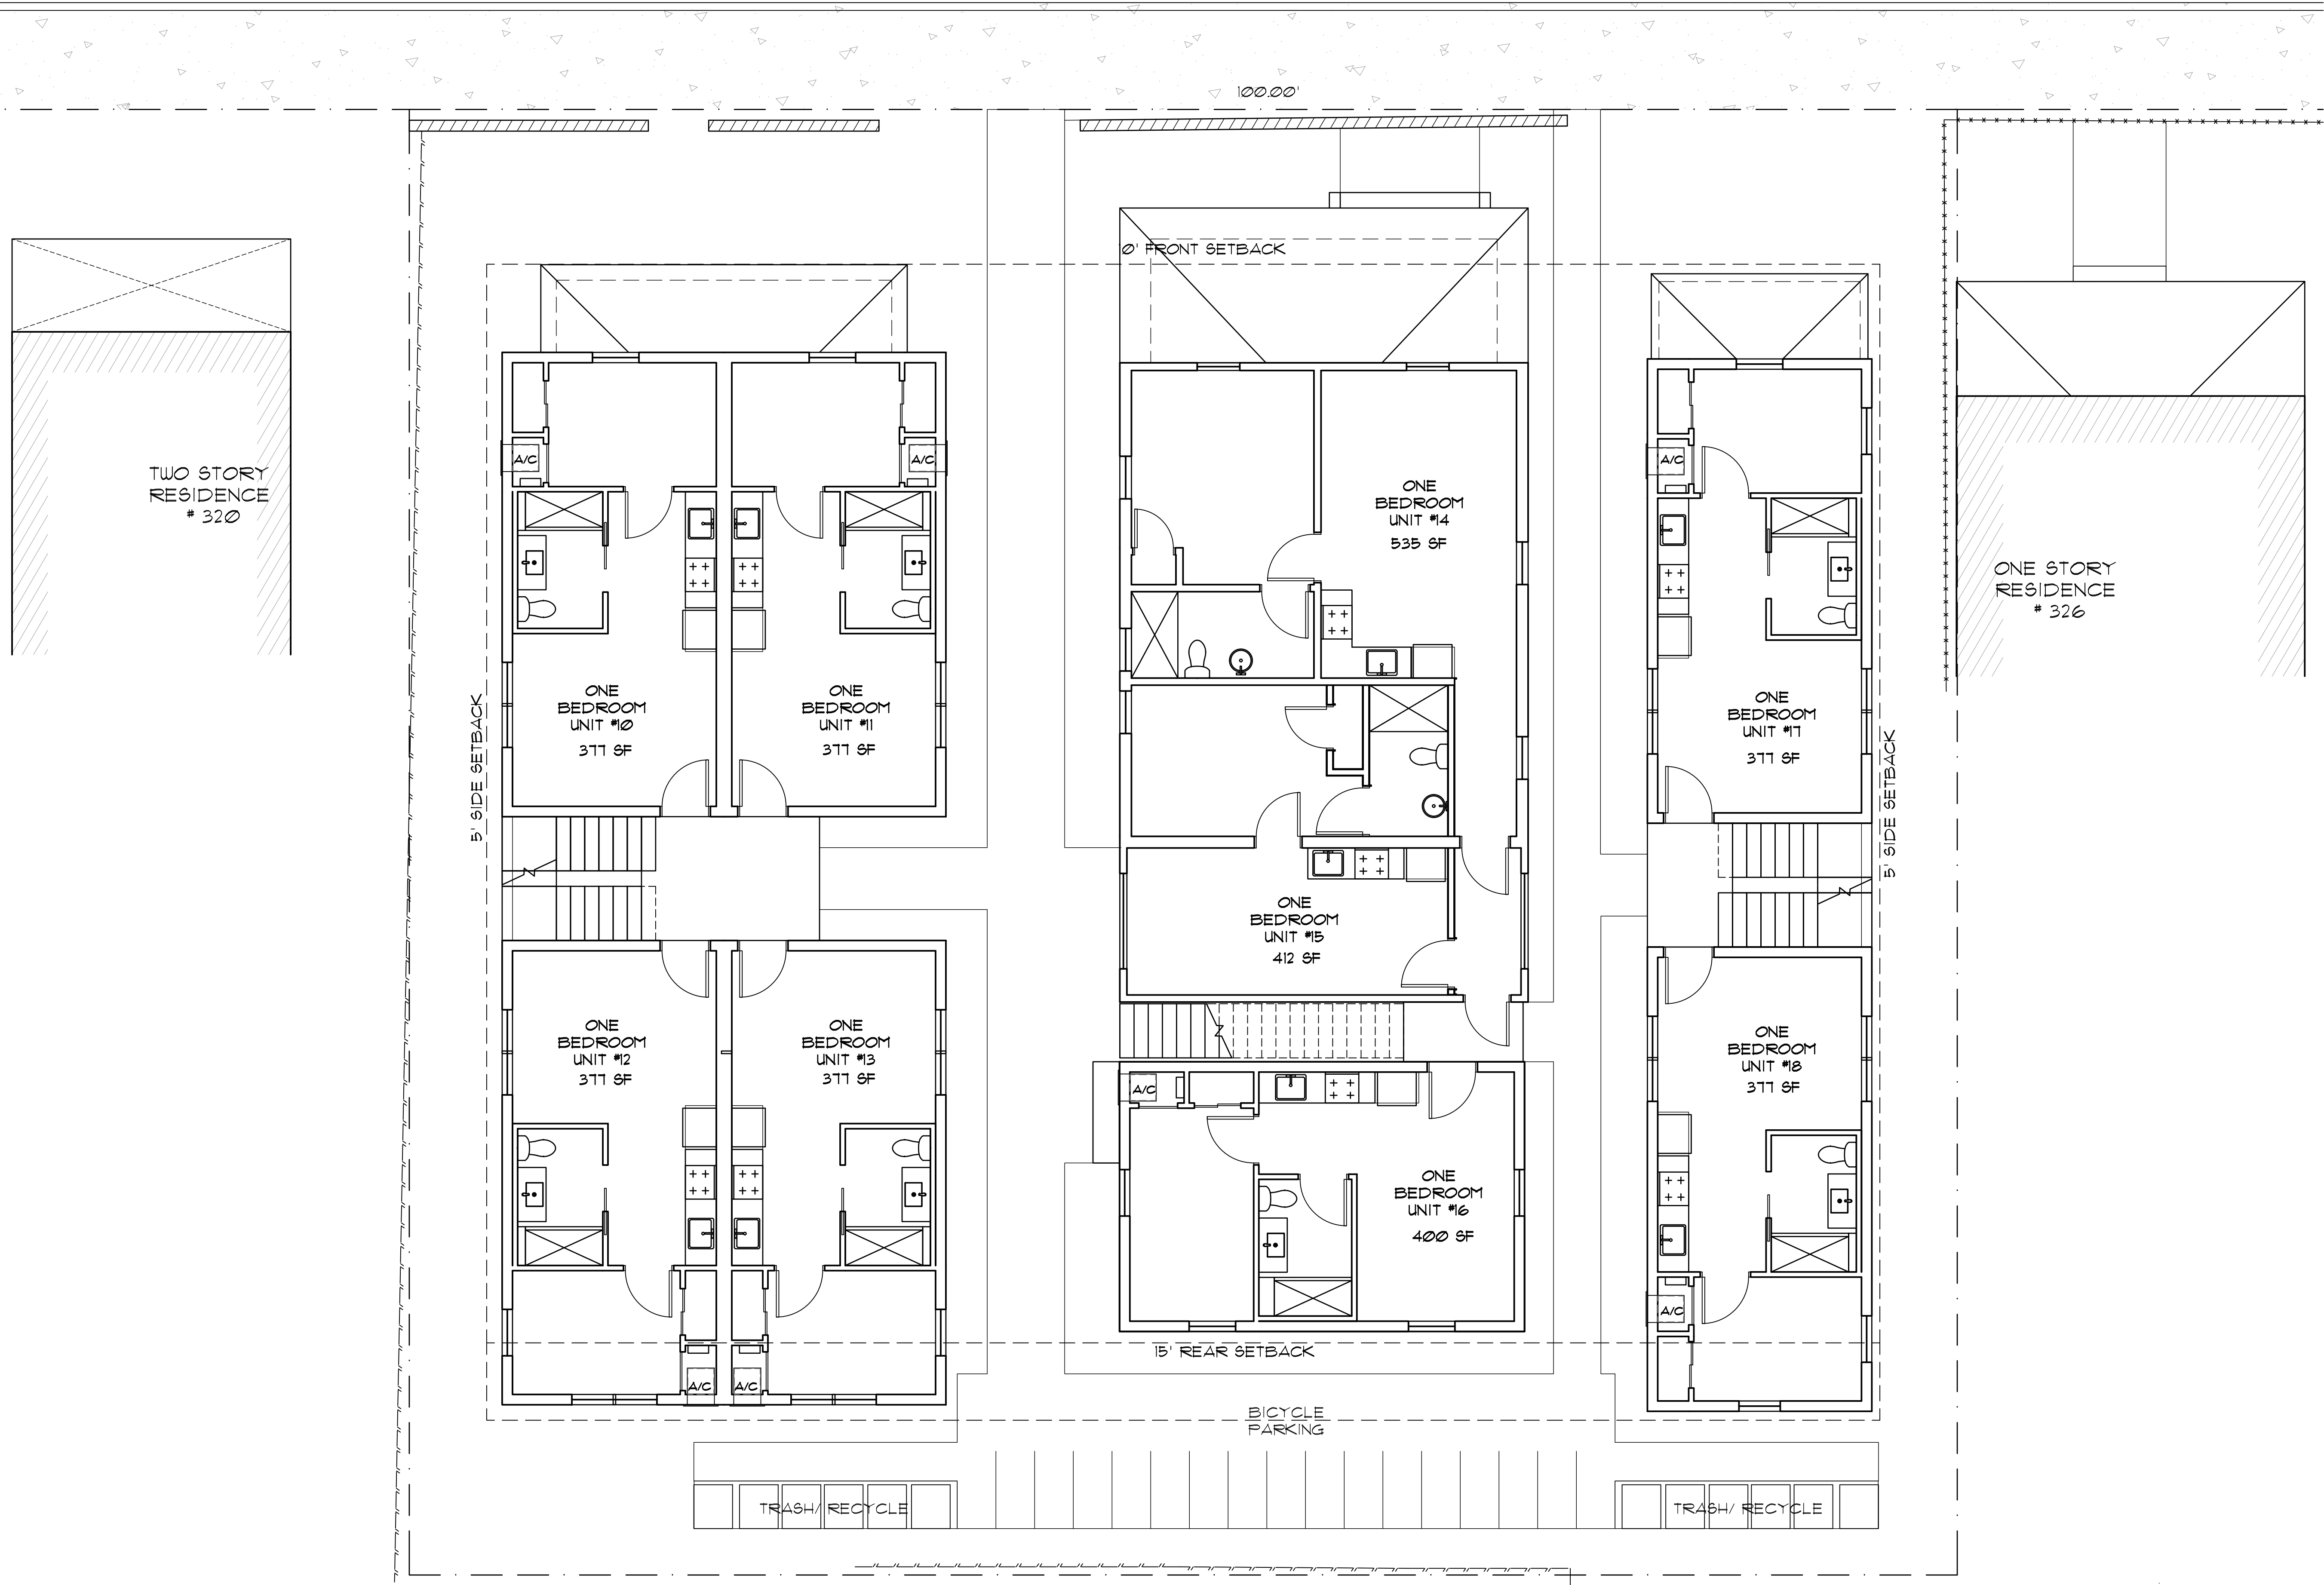 100.00'
10' FRONT SETBACK
TWO STORY
RESIDENCE
# 320
A/C
A/C
ONE
BEDROOM
UNIT #14
535 SF
A/C
ONE STORY
RESIDENCE
# 326
5' SIDE SETBACK
ONE
BEDROOM
UNIT #10
377 SF
ONE
BEDROOM
UNIT #11
377 SF
ONE
BEDROOM
UNIT #17
377 SF
5' SIDE SETBACK
ONE
BEDROOM
UNIT #15
412 SF
ONE
BEDROOM
UNIT #12
377 SF
ONE
BEDROOM
UNIT #13
377 SF
A/C
ONE
BEDROOM
UNIT #16
400 SF
ONE
BEDROOM
UNIT #18
377 SF
A/C
A/C
A/C
15' REAR SETBACK
BICYCLE
PARKING
TRASH/ RECYCLE
TRASH/ RECYCLE